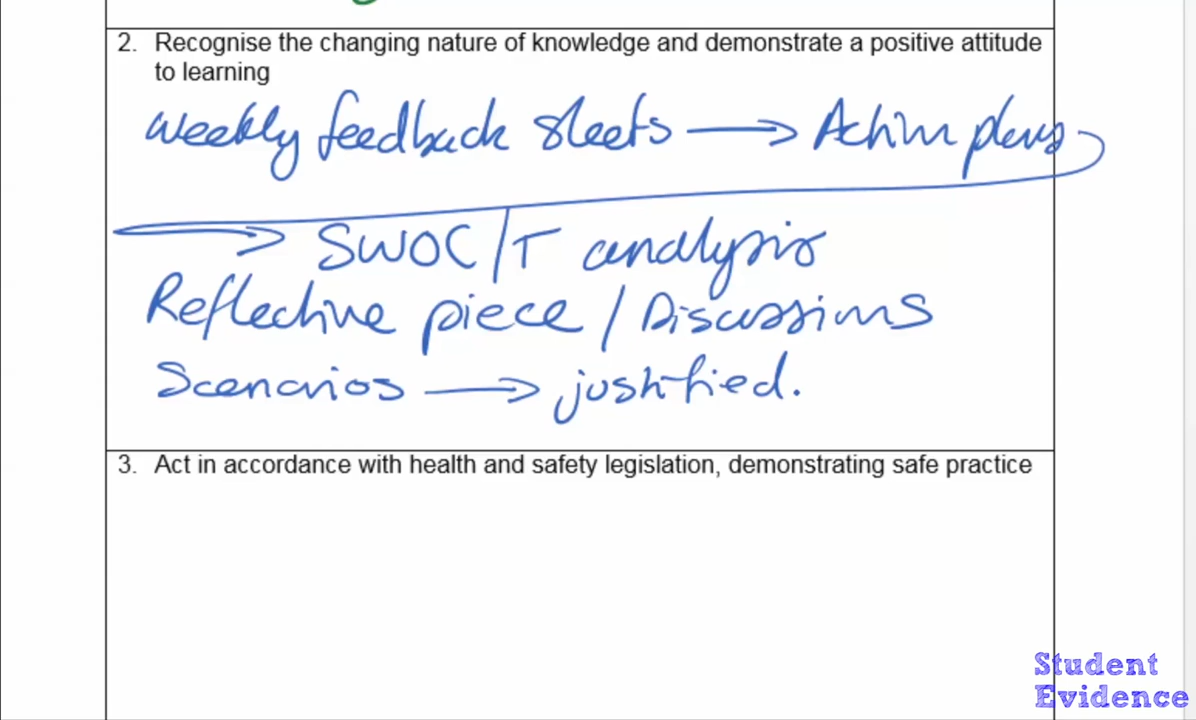 2. Recognise the changing nature of knowledge and demonstrate a positive attitude
to learning
weekly feedback sheets → Action plans
→ SWOC/T analysis
Reflective piece / Discussions
Scenarios → justified.
3. Act in accordance with health and safety legislation, demonstrating safe practice
Student
Evidence